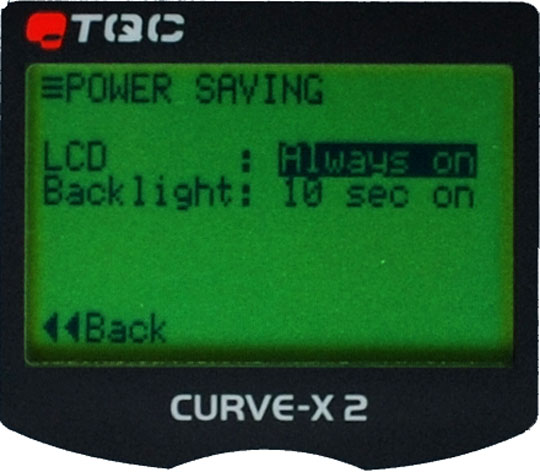 TQC
≡POWER SAVING
LCD : Always on
Backlight: 10 sec on
◀◀Back
CURVE-X 2